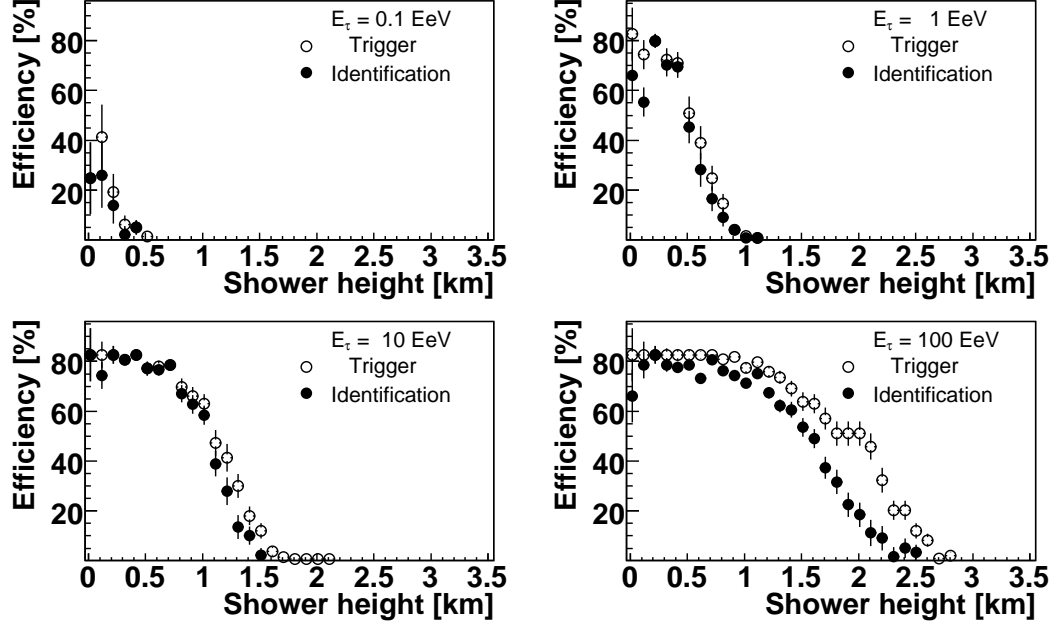 Efficiency [%]
80
60
40
20
E_τ = 0.1 EeV
Trigger
Identification
0 0.5 1 1.5 2 2.5 3 3.5
Shower height [km]
Efficiency [%]
80
60
40
20
E_τ = 1 EeV
Trigger
Identification
0 0.5 1 1.5 2 2.5 3 3.5
Shower height [km]
Efficiency [%]
80
60
40
20
E_τ = 10 EeV
Trigger
Identification
0 0.5 1 1.5 2 2.5 3 3.5
Shower height [km]
Efficiency [%]
80
60
40
20
E_τ = 100 EeV
Trigger
Identification
0 0.5 1 1.5 2 2.5 3 3.5
Shower height [km]